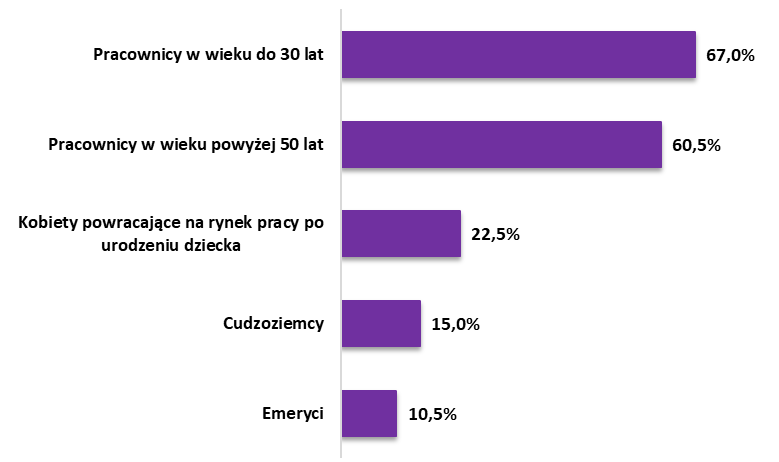 Pracownicy w wieku do 30 lat
67,0%
Pracownicy w wieku powyżej 50 lat
60,5%
Kobiety powracające na rynek pracy po
urodzeniu dziecka
22,5%
Cudzoziemcy
15,0%
Emeryci
10,5%